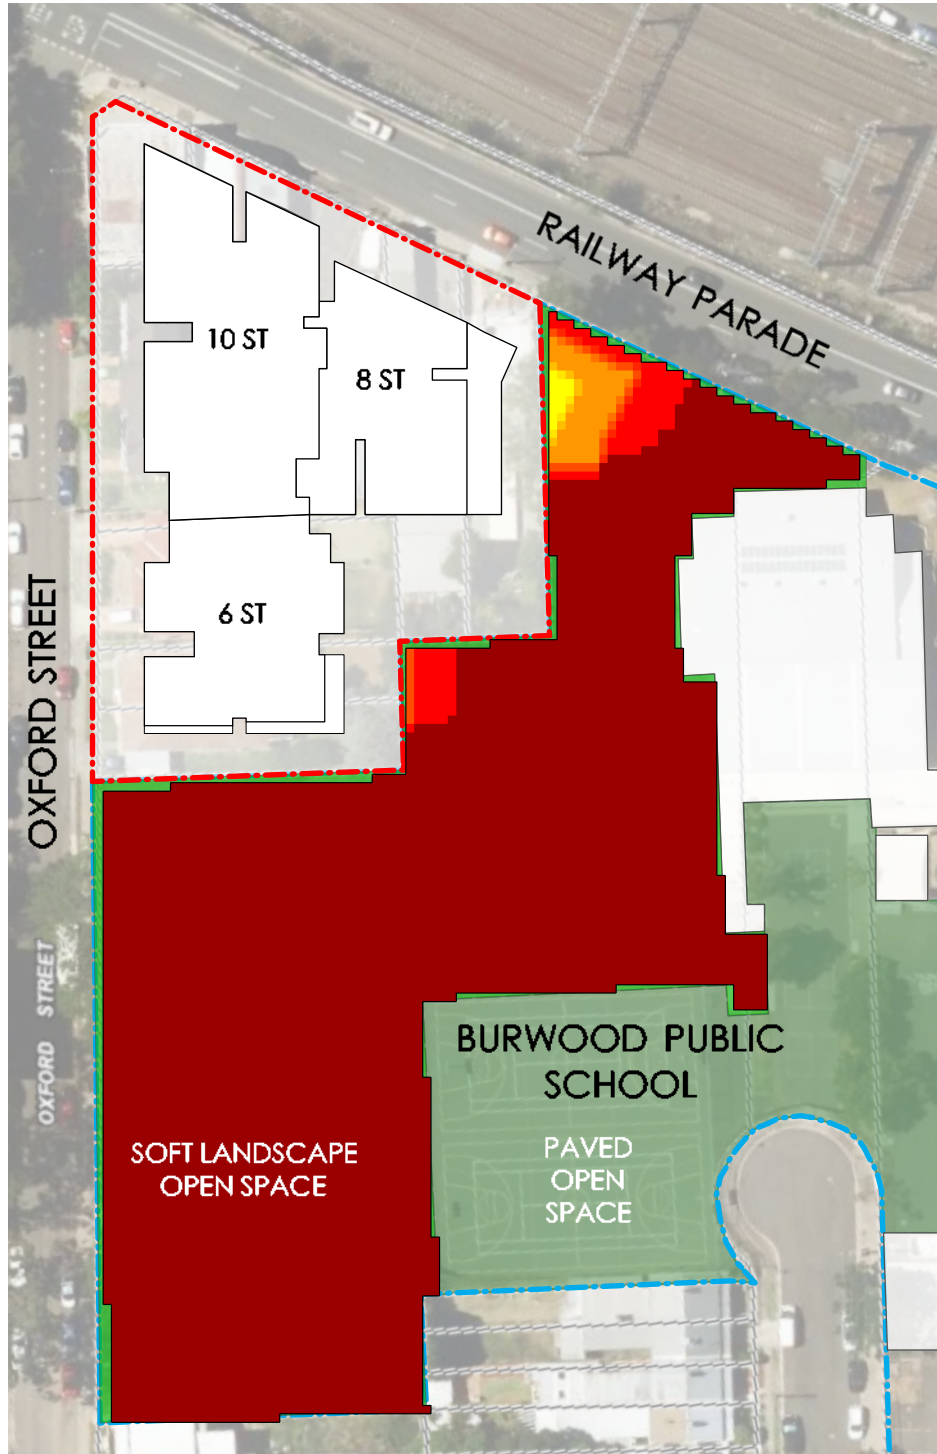 RAILWAY PARADE
10 ST
8 ST
6 ST
OXFORD STREET
OXFORD STREET
BURWOOD PUBLIC
SCHOOL
SOFT LANDSCAPE
OPEN SPACE
PAVED
OPEN
SPACE